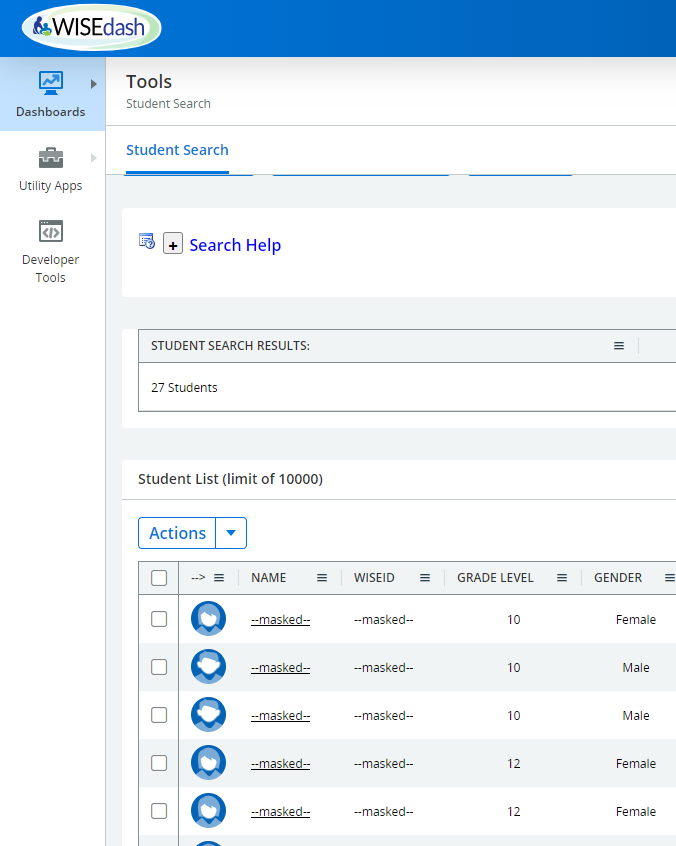 WISEdash
Dashboards
Utility Apps
Developer
Tools
Tools
Student Search
Student Search
+ Search Help
STUDENT SEARCH RESULTS:
27 Students
Student List (limit of 10000)
Actions
--> NAME WISEID GRADE LEVEL GENDER
--masked-- --masked-- 10 Female
--masked-- --masked-- 10 Male
--masked-- --masked-- 10 Male
--masked-- --masked-- 12 Female
--masked-- --masked-- 12 Female